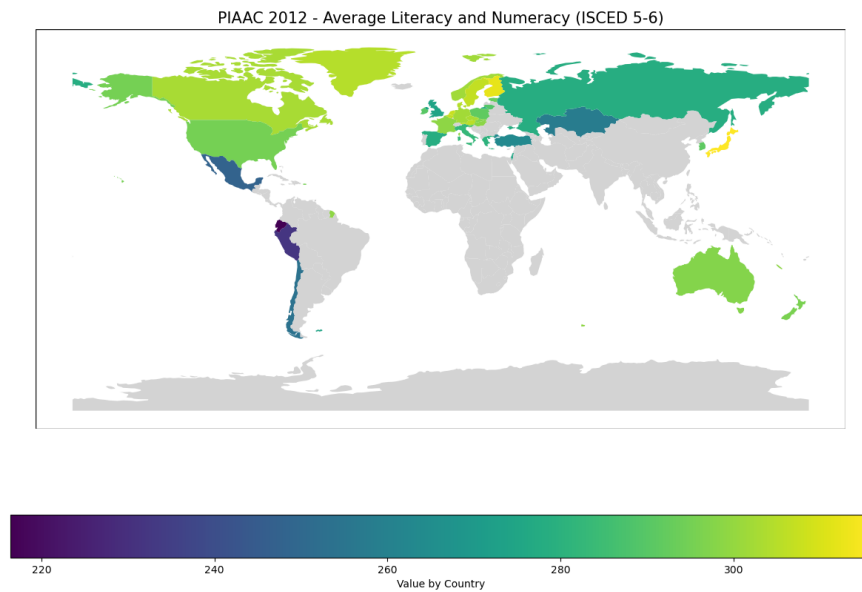 PIAAC 2012 - Average Literacy and Numeracy (ISCED 5-6)
220 240 260 280 300
Value by Country